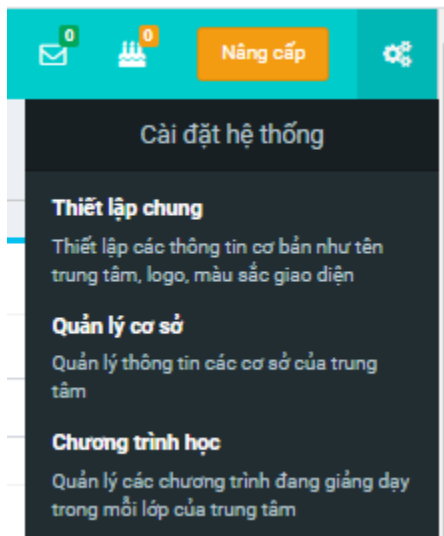 0 0
Nâng cấp
Cài đặt hệ thống
Thiết lập chung
Thiết lập các thông tin cơ bản như tên
trung tâm, logo, màu sắc giao diện
Quản lý cơ sở
Quản lý thông tin các cơ sở của trung
tâm
Chương trình học
Quản lý các chương trình đang giảng dạy
trong mỗi lớp của trung tâm